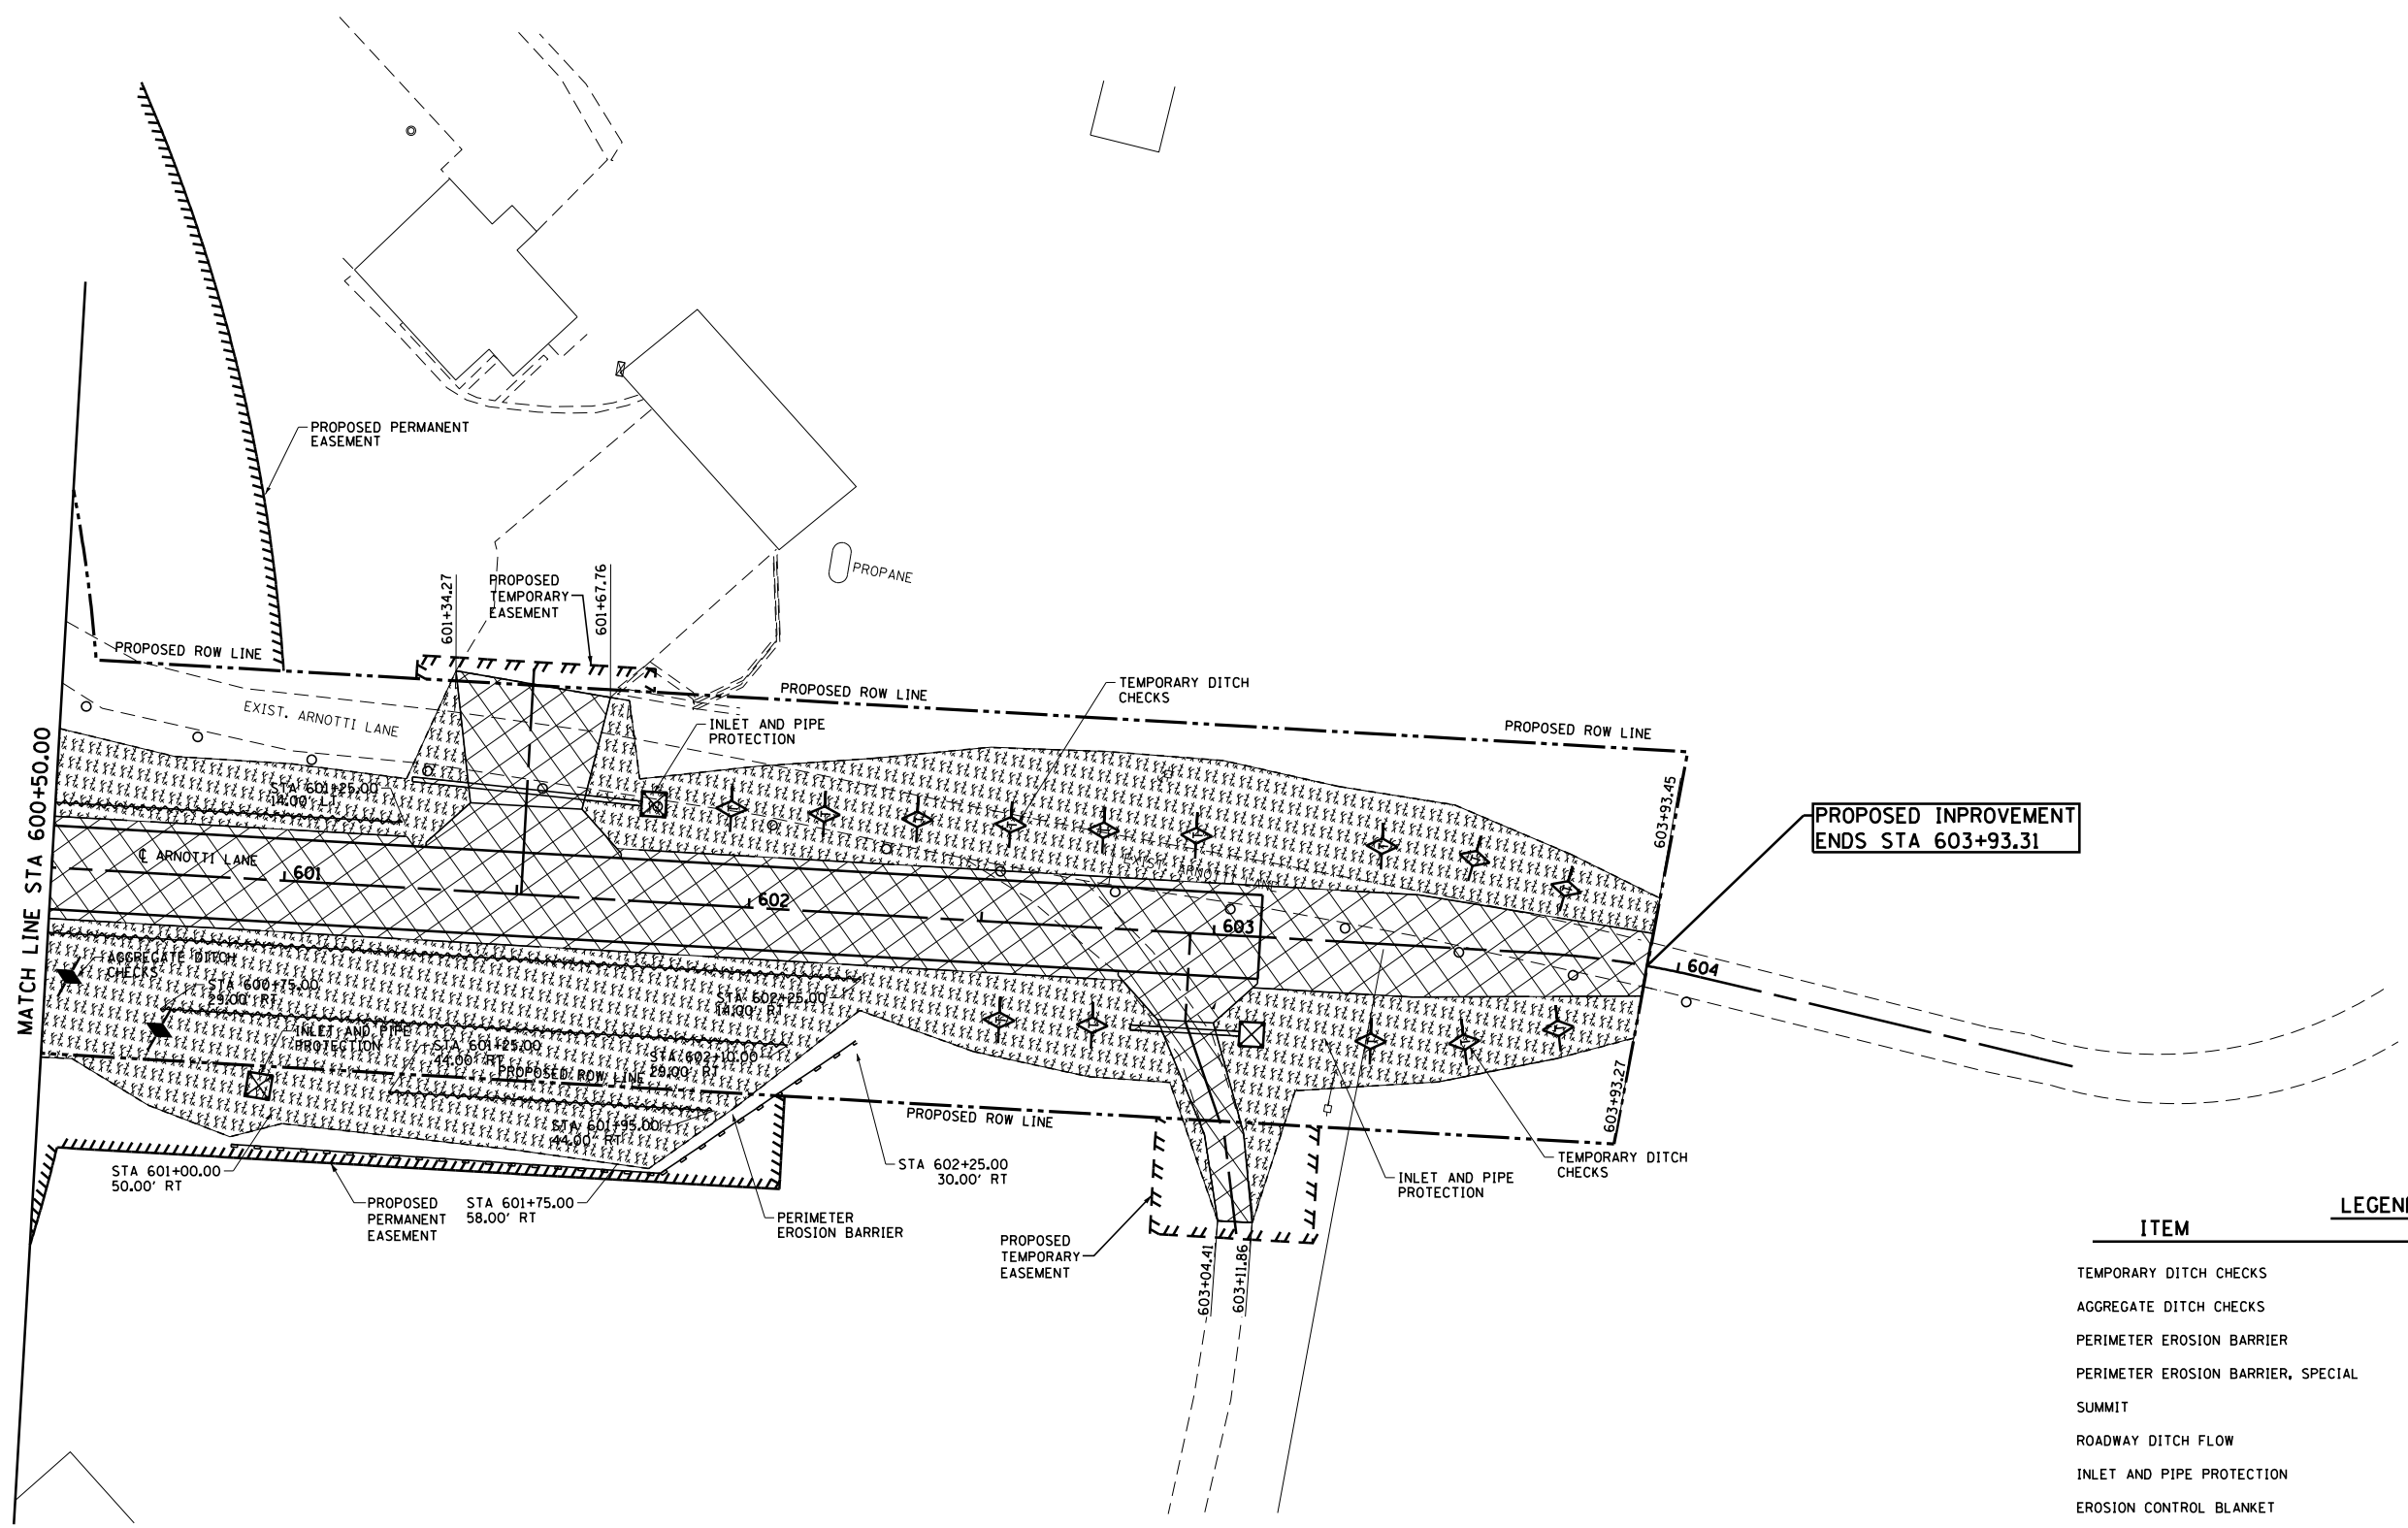 PROPOSED PERMANENT
EASEMENT
PROPANE
PROPOSED
TEMPORARY
EASEMENT
601+34.27
601+67.76
PROPOSED ROW LINE
PROPOSED ROW LINE
PROPOSED ROW LINE
TEMPORARY DITCH
CHECKS
EXIST. ARNOTTI LANE
INLET AND PIPE
PROTECTION
MATCH LINE STA 600+50.00
STA 601+25.00
14.00' LT
603+93.45
PROPOSED INPROVEMENT
ENDS STA 603+93.31
℄ ARNOTTI LANE
601
602
603
604
EXIST. ARNOTTI LANE
AGGREGATE DITCH
CHECKS
STA 600+75.00
29.00' RT
INLET AND PIPE
PROTECTION
STA 601+25.00
44.00' RT
STA 602+25.00
14.00' RT
STA 602+10.00
29.00' RT
PROPOSED ROW LINE
PROPOSED ROW LINE
STA 601+95.00
44.00' RT
STA 601+00.00
50.00' RT
PROPOSED
PERMANENT
EASEMENT
STA 601+75.00
58.00' RT
PERIMETER
EROSION BARRIER
STA 602+25.00
30.00' RT
PROPOSED
TEMPORARY
EASEMENT
603+04.41
603+11.86
603+93.27
INLET AND PIPE
PROTECTION
TEMPORARY DITCH
CHECKS
ITEM
TEMPORARY DITCH CHECKS
AGGREGATE DITCH CHECKS
PERIMETER EROSION BARRIER
PERIMETER EROSION BARRIER, SPECIAL
SUMMIT
ROADWAY DITCH FLOW
INLET AND PIPE PROTECTION
EROSION CONTROL BLANKET